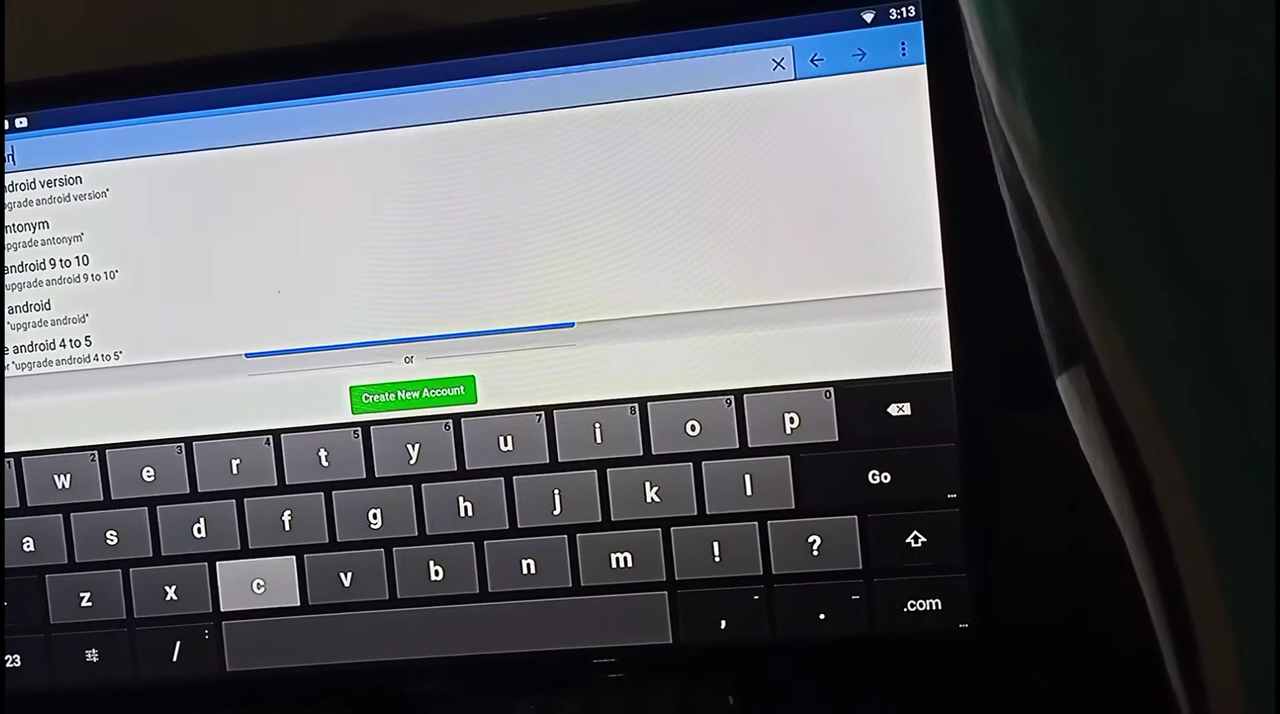 3:13
ndroid version
pgrade android version"
ntonym
pgrade antonym"
android 9 to 10
upgrade android 9 to 10"
android
"upgrade android"
e android 4 to 5
r "upgrade android 4 to 5"
or
Create New Account
1 w 2 e 3 r 4 t 5 y 6 u 7 i 8 o 9 p 0
a s d f g h j k l Go ...
z x c v b n m ! ?
23 / : , - . _ .com ...